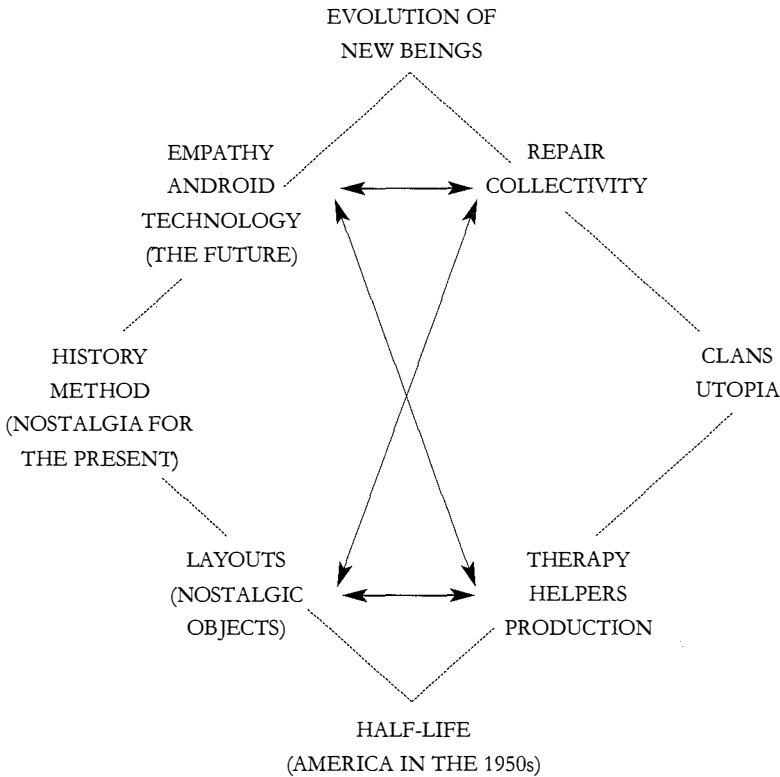 EVOLUTION OF
NEW BEINGS
EMPATHY
ANDROID
TECHNOLOGY
(THE FUTURE)
REPAIR
COLLECTIVITY
HISTORY
METHOD
(NOSTALGIA FOR
THE PRESENT)
CLANS
UTOPIA
LAYOUTS
(NOSTALGIC
OBJECTS)
THERAPY
HELPERS
PRODUCTION
HALF-LIFE
(AMERICA IN THE 1950s)